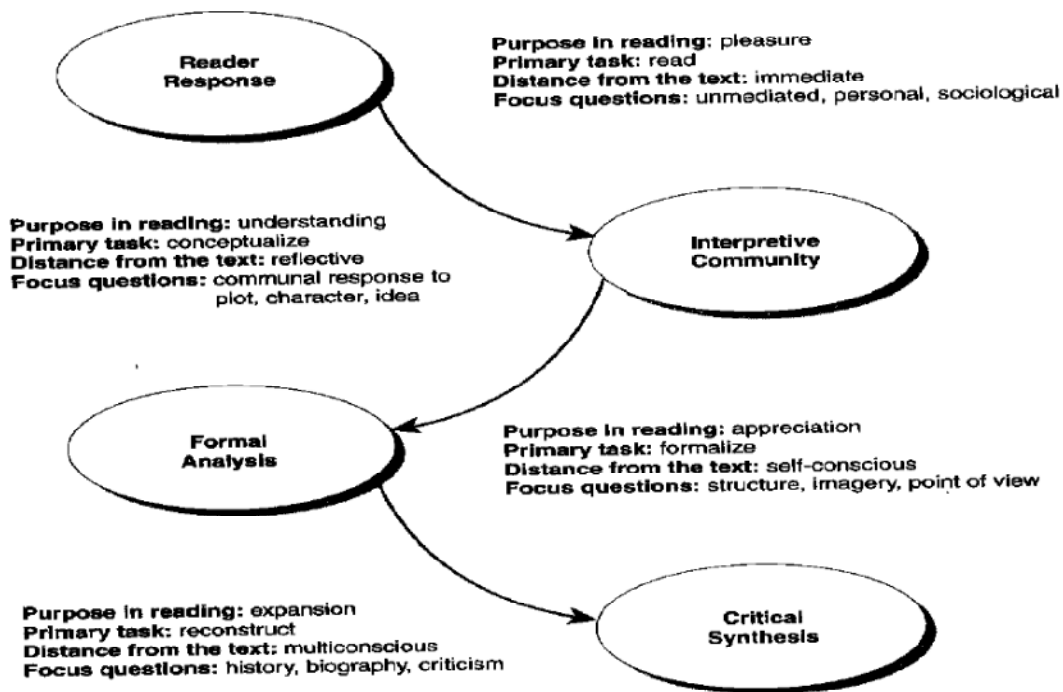 Reader
Response
Purpose in reading: pleasure
Primary task: read
Distance from the text: immediate
Focus questions: unmediated, personal, sociological
Purpose in reading: understanding
Primary task: conceptualize
Distance from the text: reflective
Focus questions: communal response to
plot, character, idea
Interpretive
Community
Formal
Analysis
Purpose in reading: appreciation
Primary task: formalize
Distance from the text: self-conscious
Focus questions: structure, imagery, point of view
Purpose in reading: expansion
Primary task: reconstruct
Distance from the text: multiconscious
Focus questions: history, biography, criticism
Critical
Synthesis